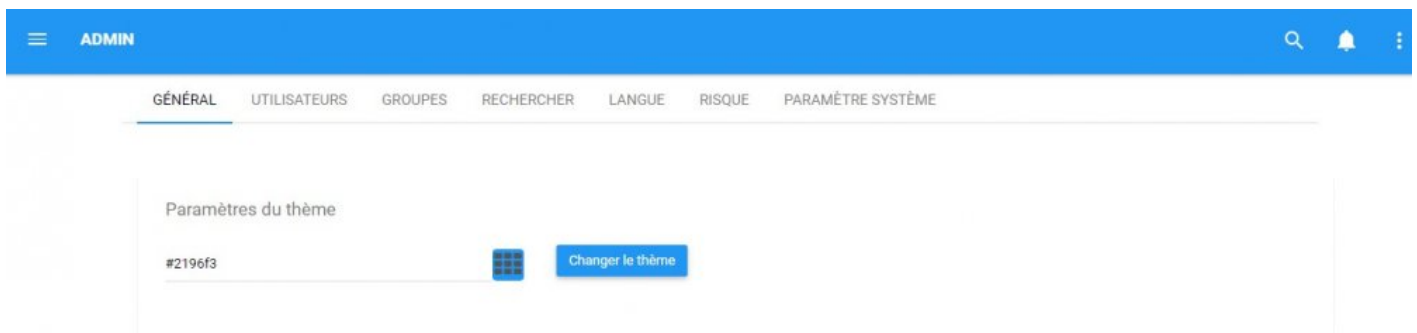 ADMIN
GÉNÉRAL UTILISATEURS GROUPES RECHERCHER LANGUE RISQUE PARAMÈTRE SYSTÈME
Paramètres du thème
#2196f3 Changer le thème